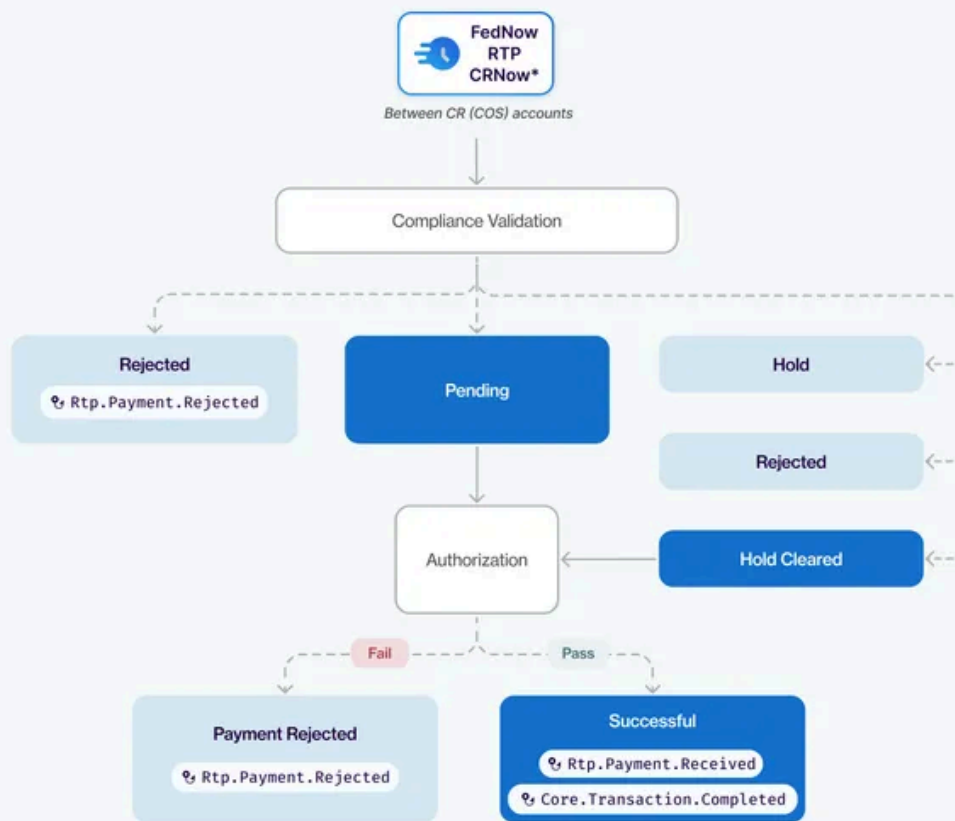 FedNow
RTP
CRNow*
Between CR (COS) accounts
Compliance Validation
Rejected
Rtp.Payment.Rejected
Pending
Hold
Rejected
Authorization
Hold Cleared
Fail
Pass
Payment Rejected
Rtp.Payment.Rejected
Successful
Rtp.Payment.Received
Core.Transaction.Completed